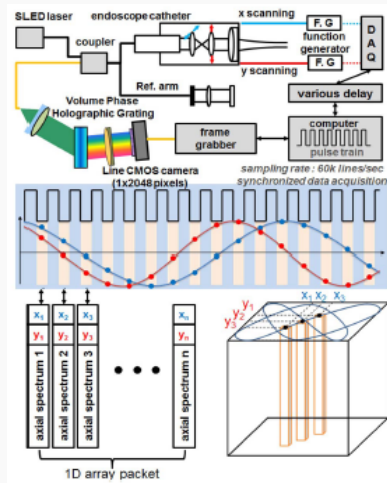 SLED laser
endoscope catheter
x scanning
F. G
D
A
Q
coupler
function
generator
y scanning
F. G
Ref. arm
various delay
Volume Phase
Holographic Grating
frame
grabber
computer
pulse train
Line CMOS camera
(1x2048 pixels)
sampling rate : 60k lines/sec
synchronized data acquisition
x1 x2 x3 xn
y1 y2 y3 yn
axial spectrum 1
axial spectrum 2
axial spectrum 3
axial spectrum n
1D array packet
x1 x2 x3
y1
y2
y3